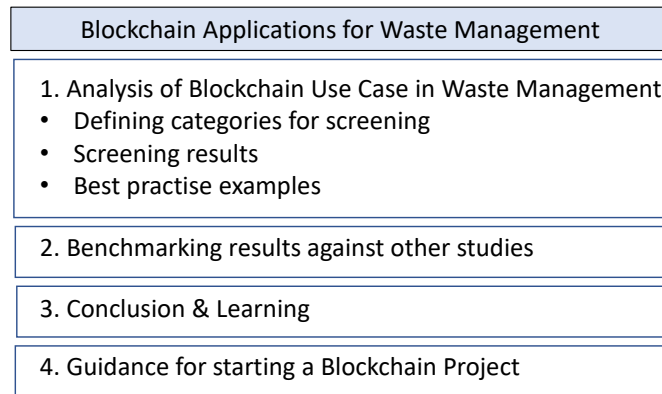 Blockchain Applications for Waste Management
1. Analysis of Blockchain Use Case in Waste Management
• Defining categories for screening
• Screening results
• Best practise examples
2. Benchmarking results against other studies
3. Conclusion & Learning
4. Guidance for starting a Blockchain Project